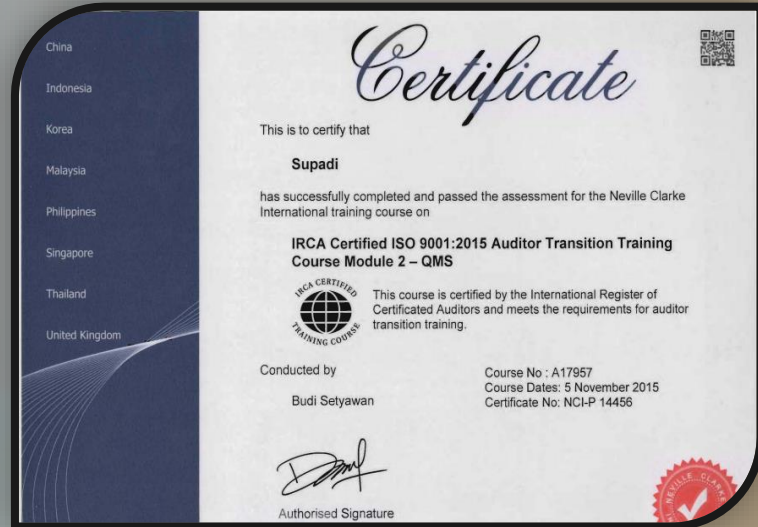 China
Indonesia
Korea
Malaysia
Philippines
Singapore
Thailand
United Kingdom
Certificate
This is to certify that
Supadi
has successfully completed and passed the assessment for the Neville Clarke
International training course on
IRCA Certified ISO 9001:2015 Auditor Transition Training
Course Module 2 – QMS
IRCA CERTIFIED
TRAINING COURSE
This course is certified by the International Register of
Certificated Auditors and meets the requirements for auditor
transition training.
Conducted by
Budi Setyawan
Course No : A17957
Course Dates: 5 November 2015
Certificate No: NCI-P 14456
Authorised Signature
NEVILLE CLARKE